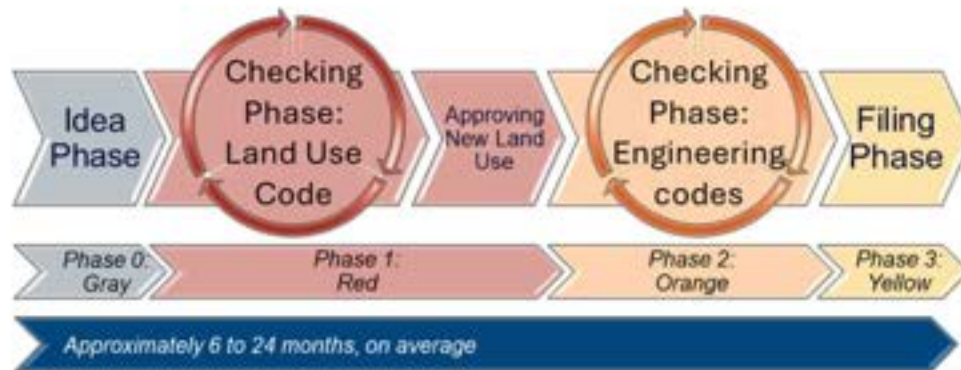 Idea
Phase
Checking
Phase:
Land Use
Code
Approving
New Land
Use
Checking
Phase:
Engineering
codes
Filing
Phase
Phase 0:
Gray
Phase 1:
Red
Phase 2:
Orange
Phase 3:
Yellow
Approximately 6 to 24 months, on average